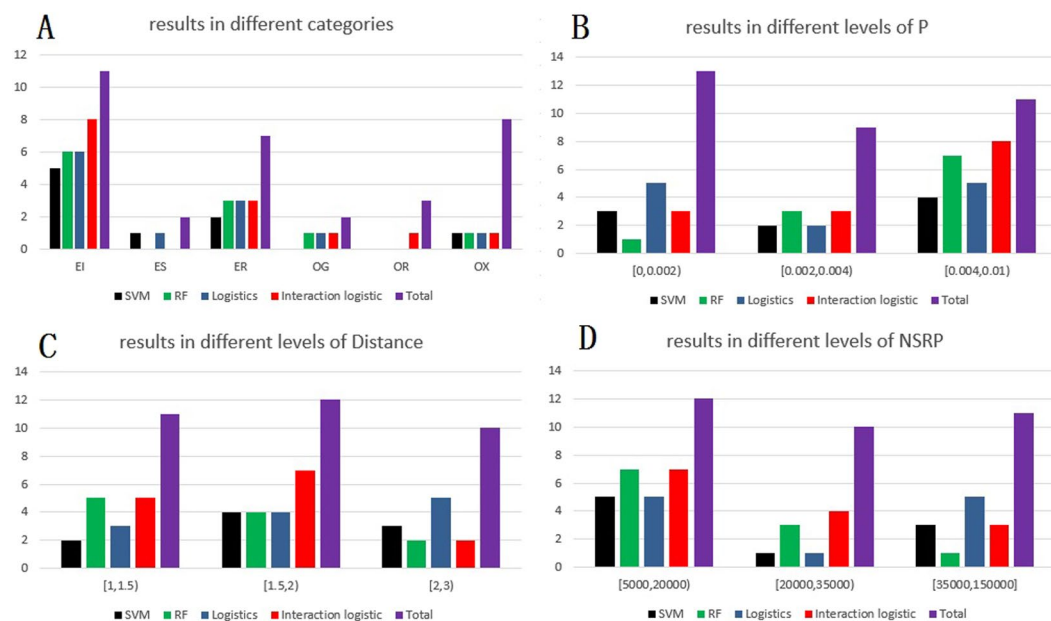 A
results in different categories
12
10
8
6
4
2
0
EI ES ER OG OR OX
SVM RF Logistics Interaction logistic Total
B
results in different levels of P
14
12
10
8
6
4
2
0
[0,0.002) [0.002,0.004) [0.004,0.01)
SVM RF Logistics Interaction logistic Total
C
results in different levels of Distance
14
12
10
8
6
4
2
0
[1,1.5) [1.5,2) [2,3)
SVM RF Logistics Interaction logistic Total
D
results in different levels of NSRP
14
12
10
8
6
4
2
0
[5000,20000) [20000,35000) [35000,150000]
SVM RF Logistics Interaction logistic Total